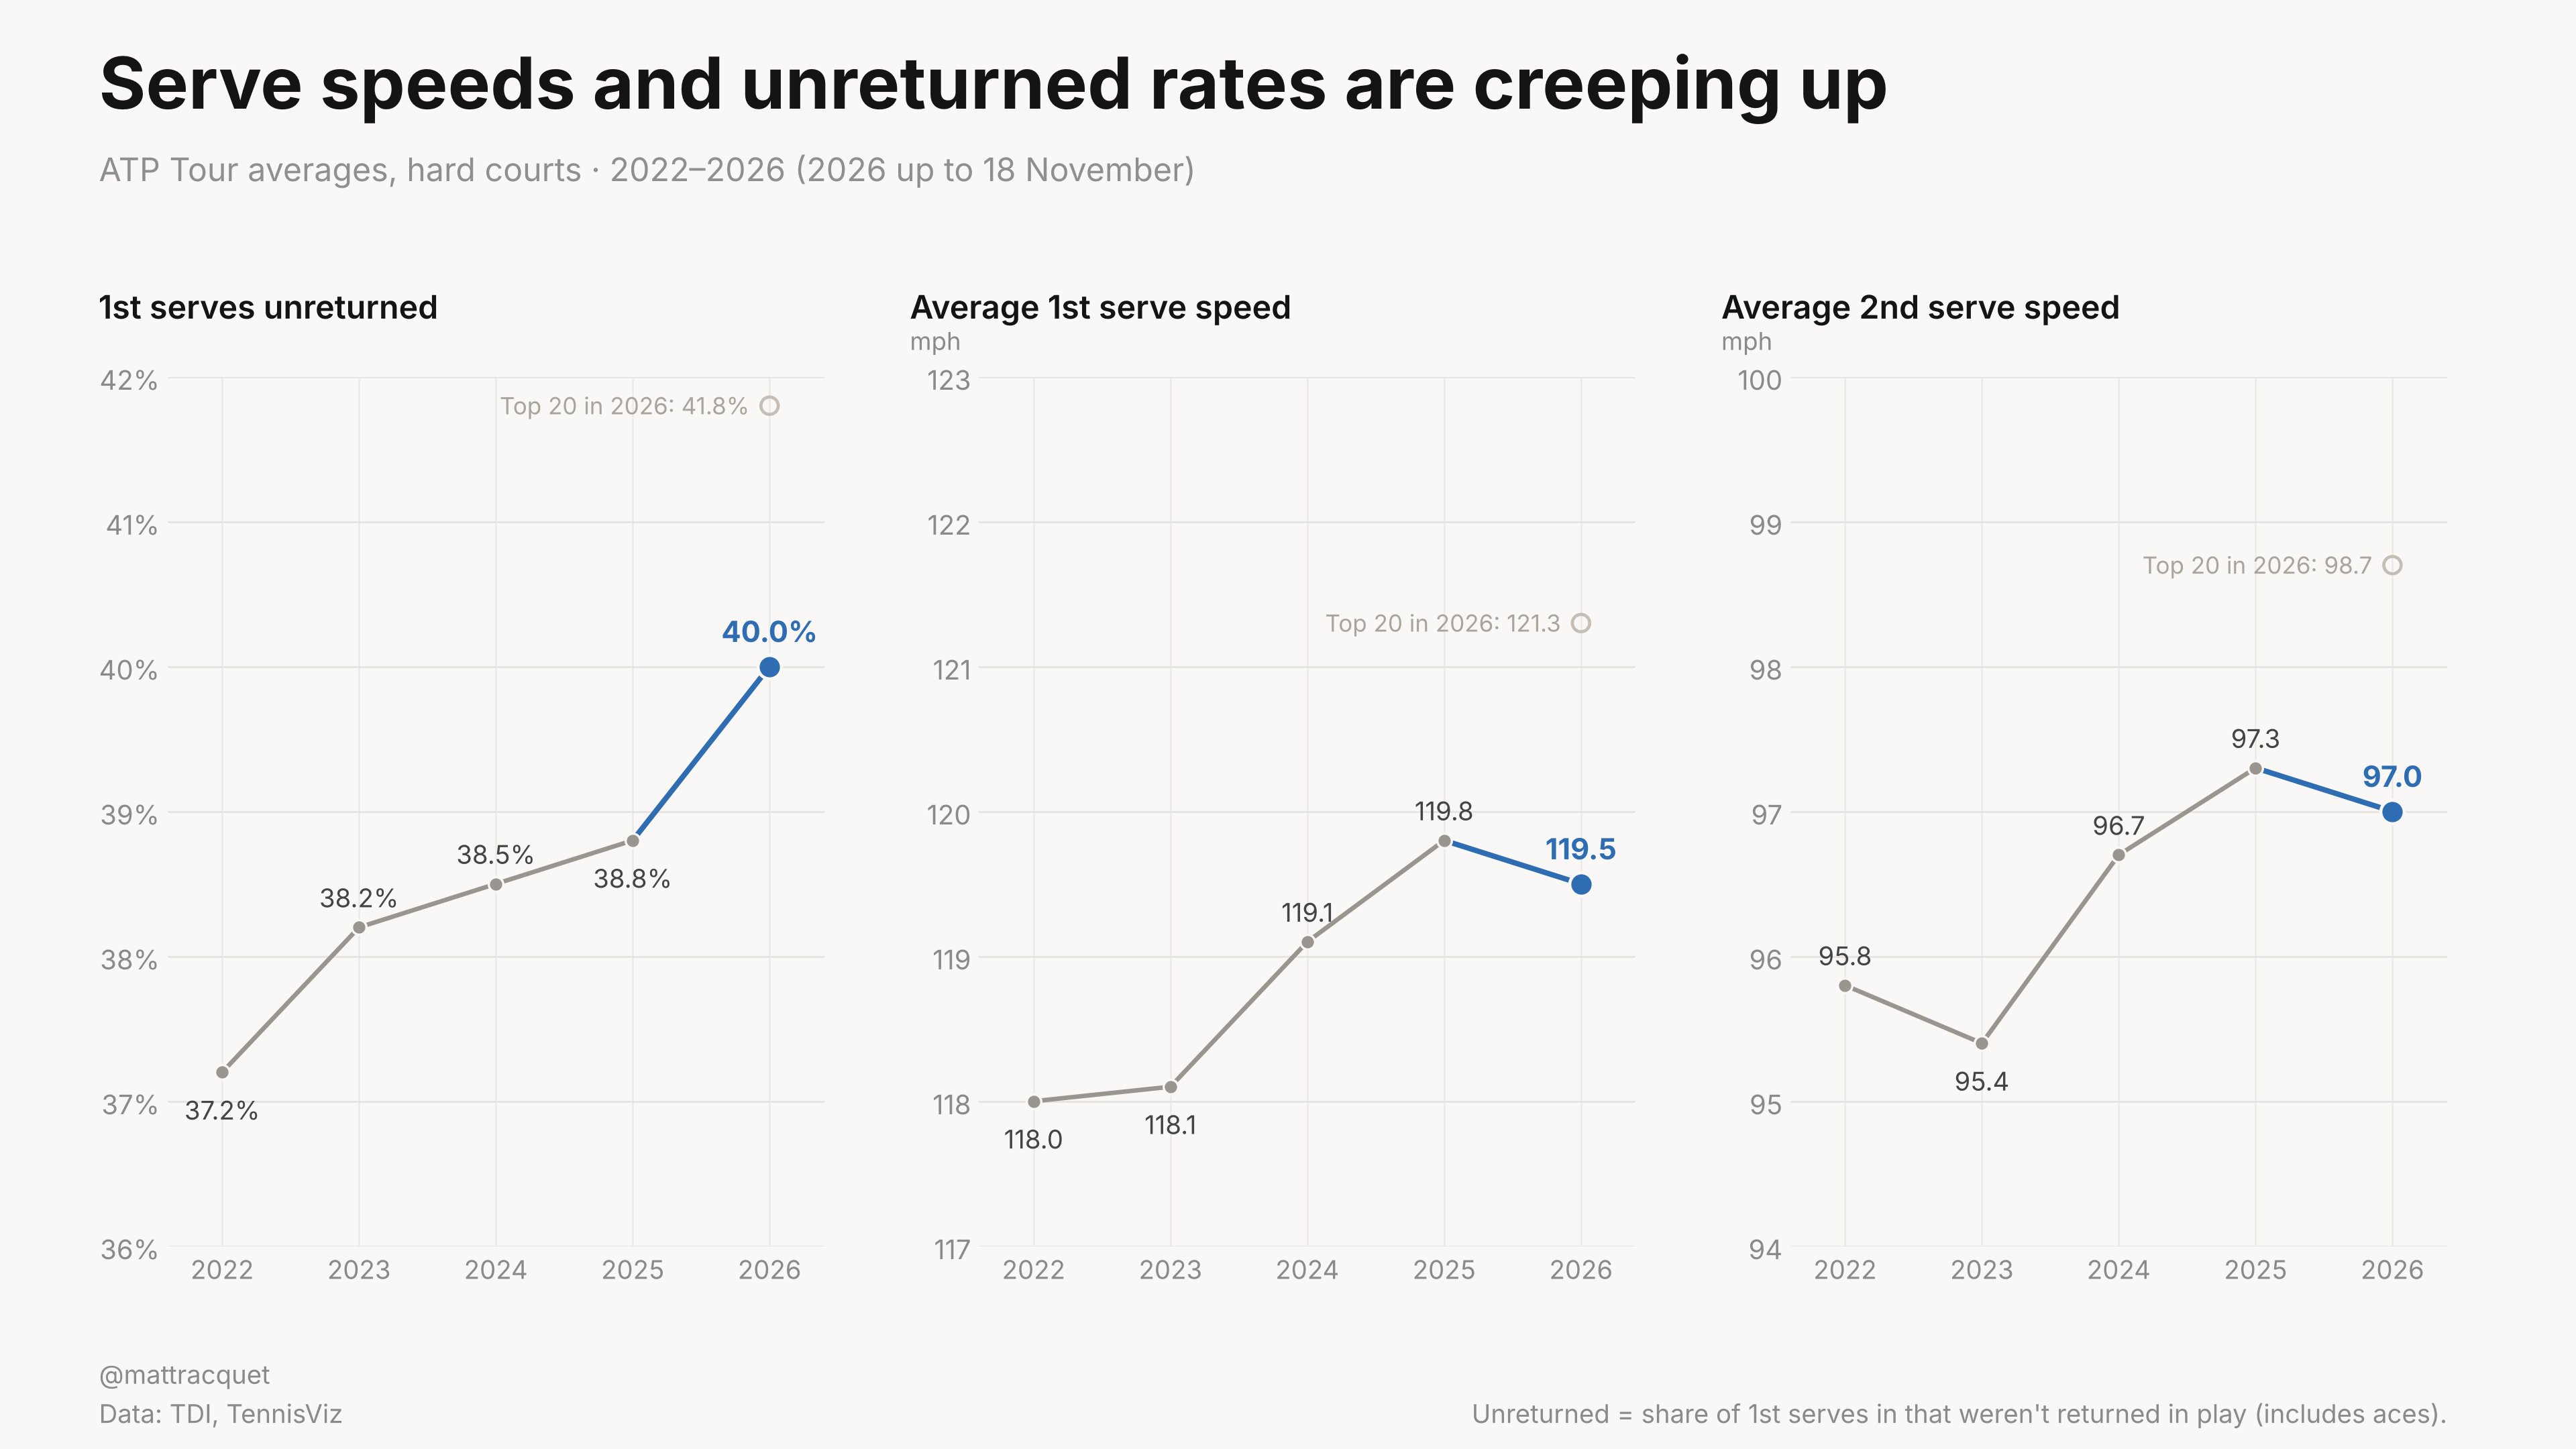 Serve speeds and unreturned rates are creeping up
ATP Tour averages, hard courts · 2022–2026 (2026 up to 18 November)
1st serves unreturned
42%
41%
40%
39%
38%
37%
36%
Top 20 in 2026: 41.8%
40.0%
38.8%
38.5%
38.2%
37.2%
2022 2023 2024 2025 2026
Average 1st serve speed
mph
123
122
121
120
119
118
117
Top 20 in 2026: 121.3
119.8
119.5
119.1
118.1
118.0
2022 2023 2024 2025 2026
Average 2nd serve speed
mph
100
99
98
97
96
95
94
Top 20 in 2026: 98.7
97.3
97.0
96.7
95.8
95.4
2022 2023 2024 2025 2026
@mattracquet
Data: TDI, TennisViz
Unreturned = share of 1st serves in that weren't returned in play (includes aces).